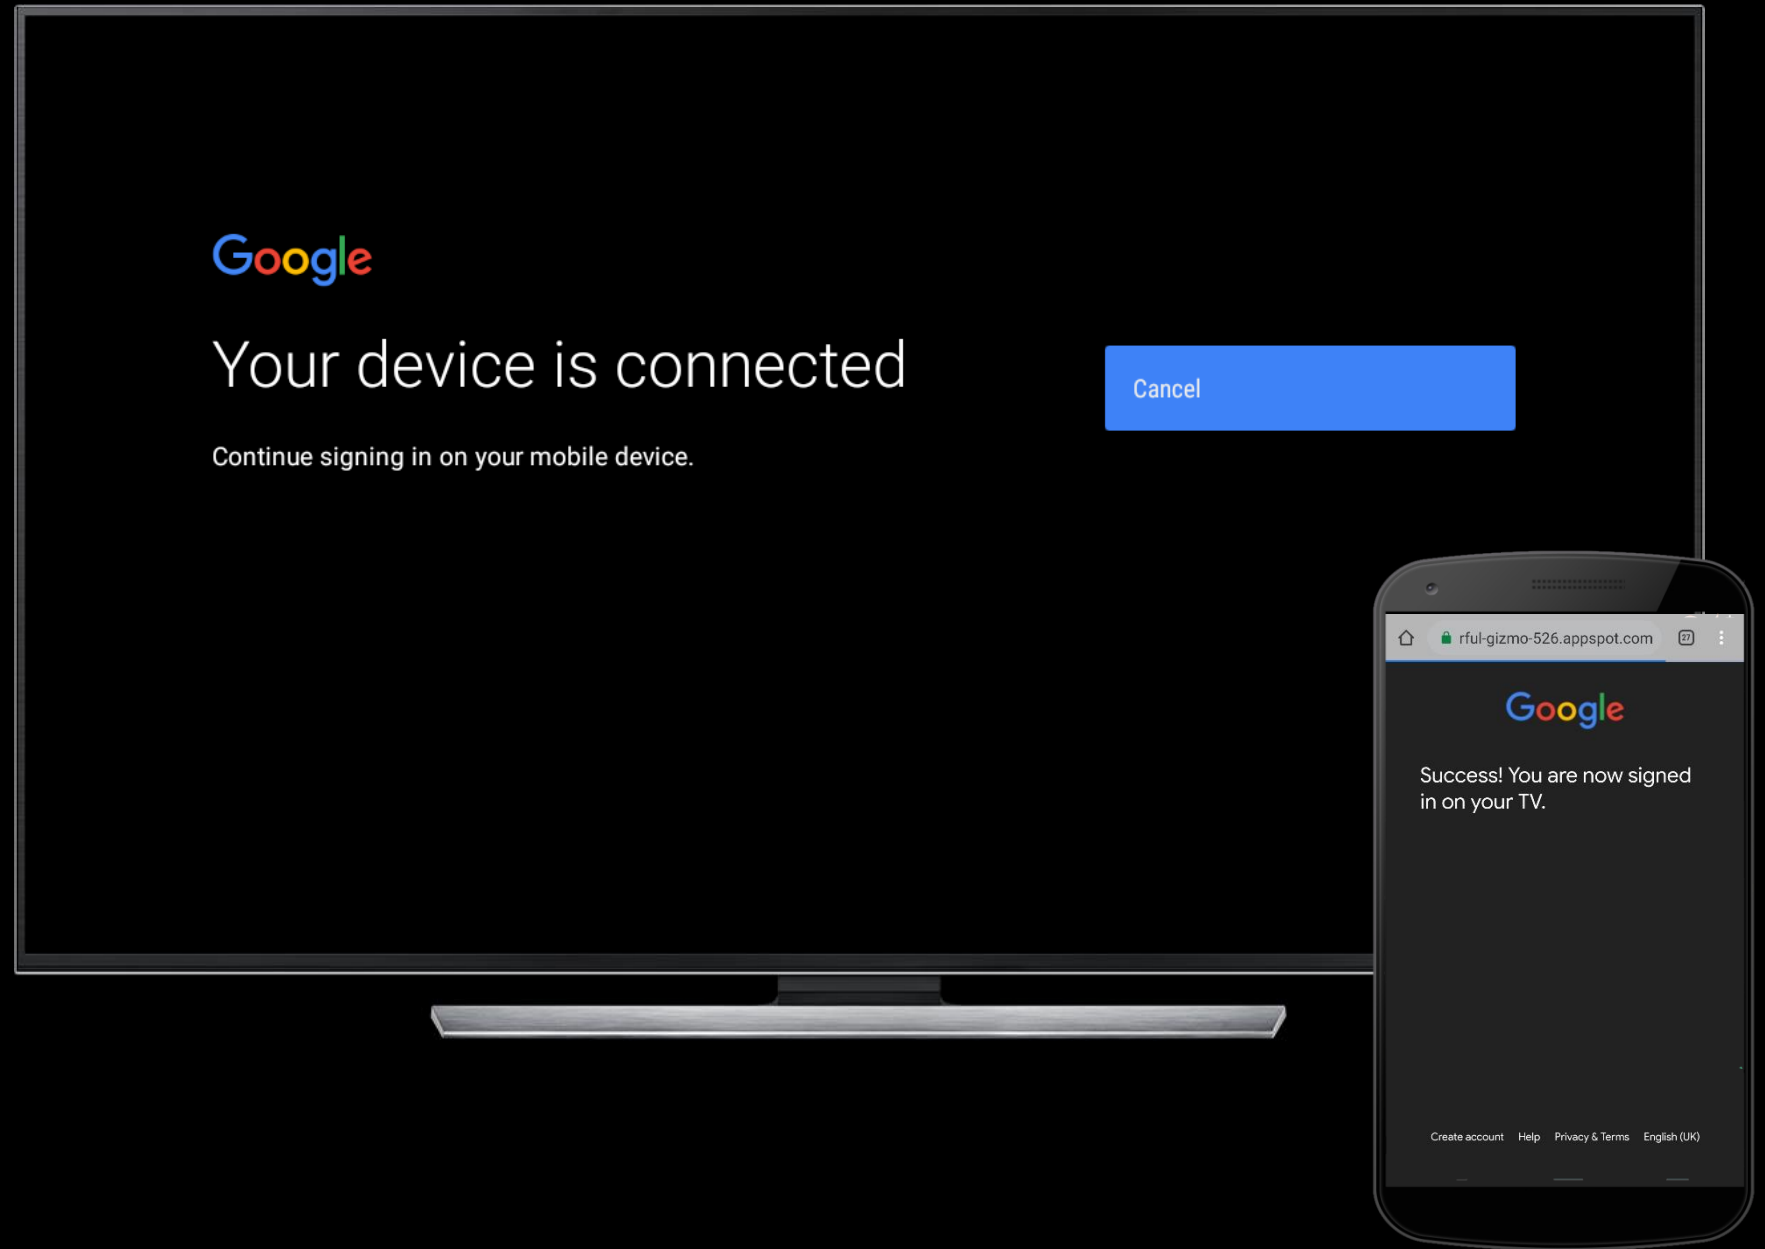 Google
Your device is connected
Continue signing in on your mobile device.
Cancel
rful-gizmo-526.appspot.com 27
Google
Success! You are now signed
in on your TV.
Create account Help Privacy & Terms English (UK)